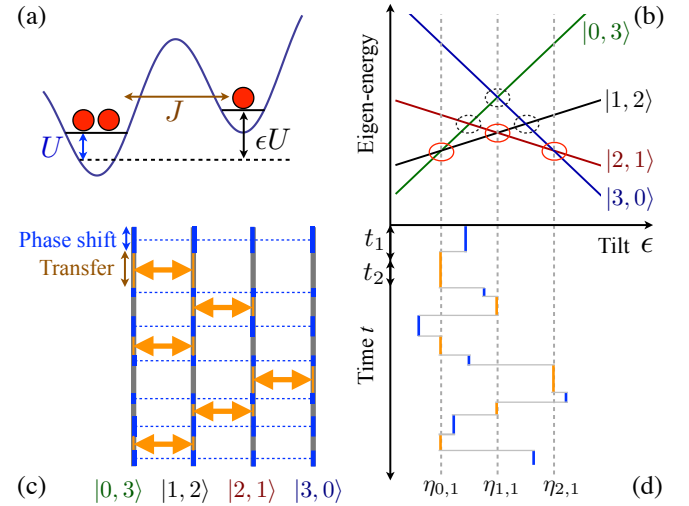 (a)
J
U
ϵU
(b)
Eigen-energy
|0, 3⟩
|1, 2⟩
|2, 1⟩
|3, 0⟩
Tilt ϵ
Phase shift
Transfer
|0, 3⟩ |1, 2⟩ |2, 1⟩ |3, 0⟩
(c)
t₁
t₂
Time t
η₀,₁ η₁,₁ η₂,₁
(d)